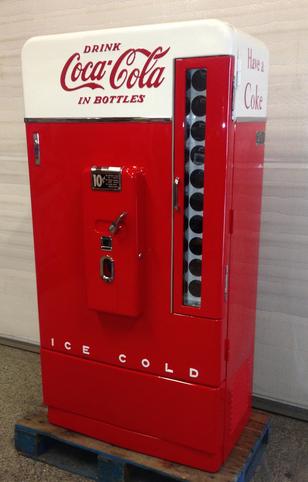 DRINK
Coca-Cola
IN BOTTLES
Have a
Coke
10¢
ICE COLD